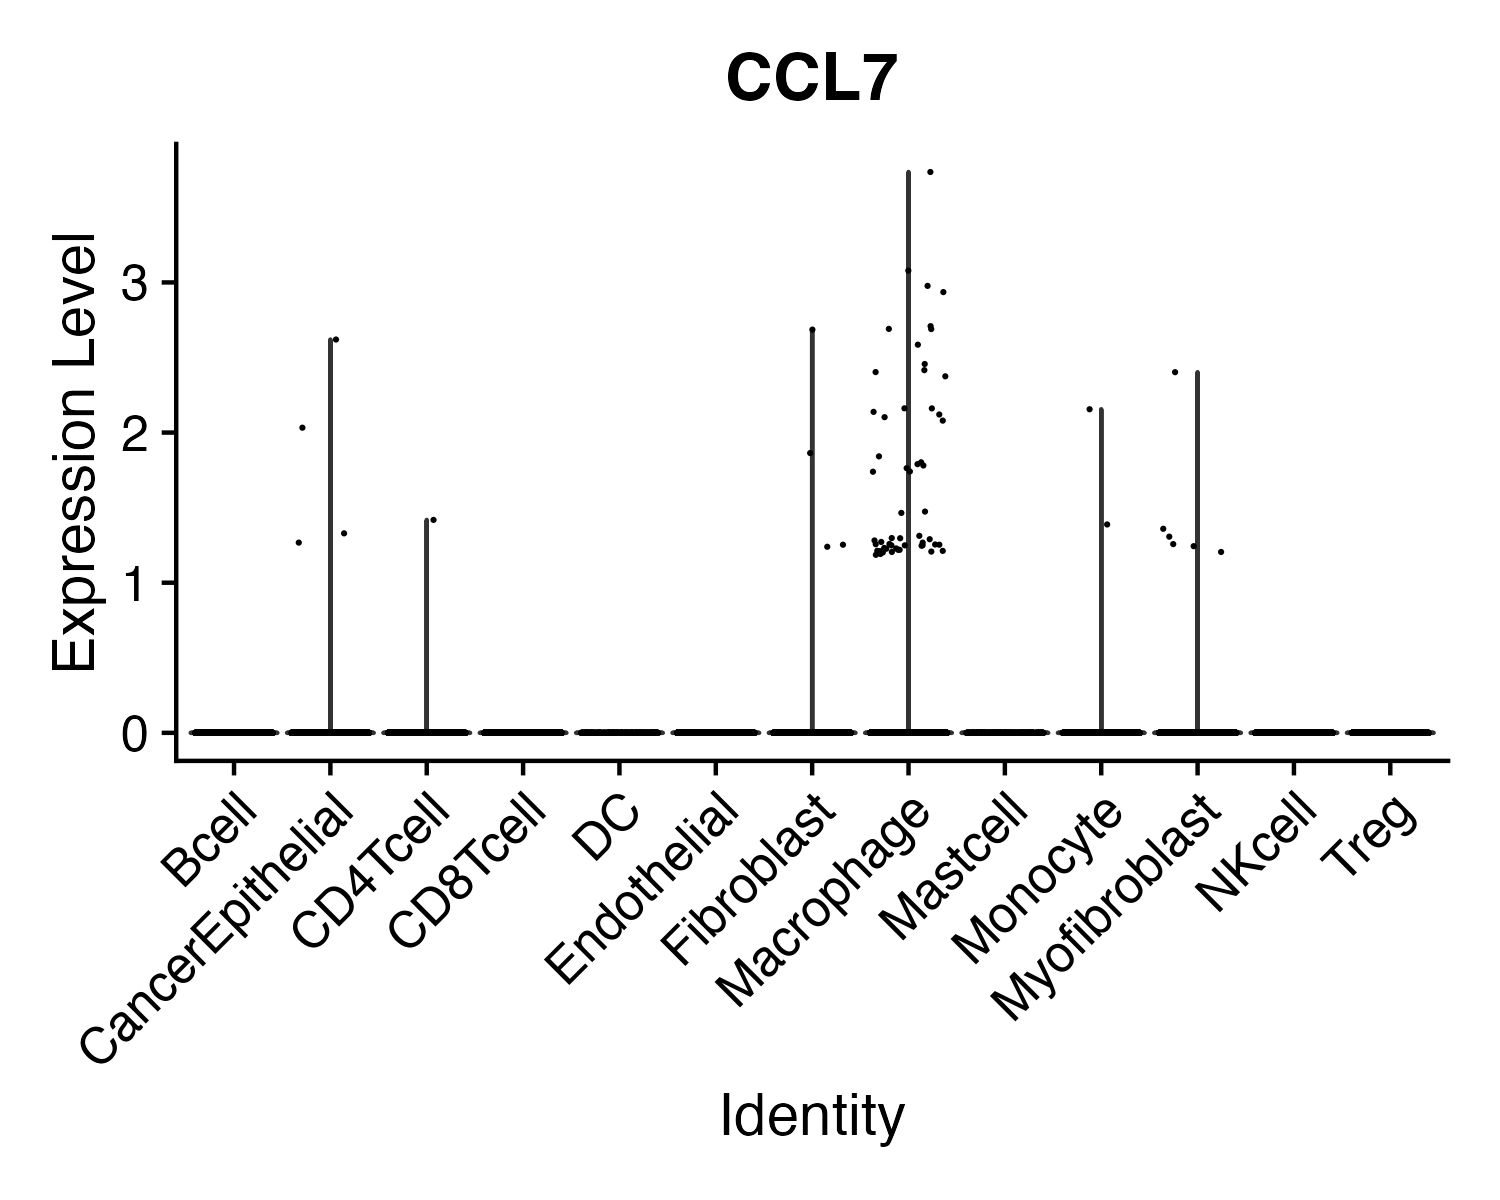 CCL7
Expression Level
3
2
1
0
Bcell
CancerEpithelial
CD4Tcell
CD8Tcell
DC
Endothelial
Fibroblast
Macrophage
Mastcell
Monocyte
Myofibroblast
NKcell
Treg
Identity